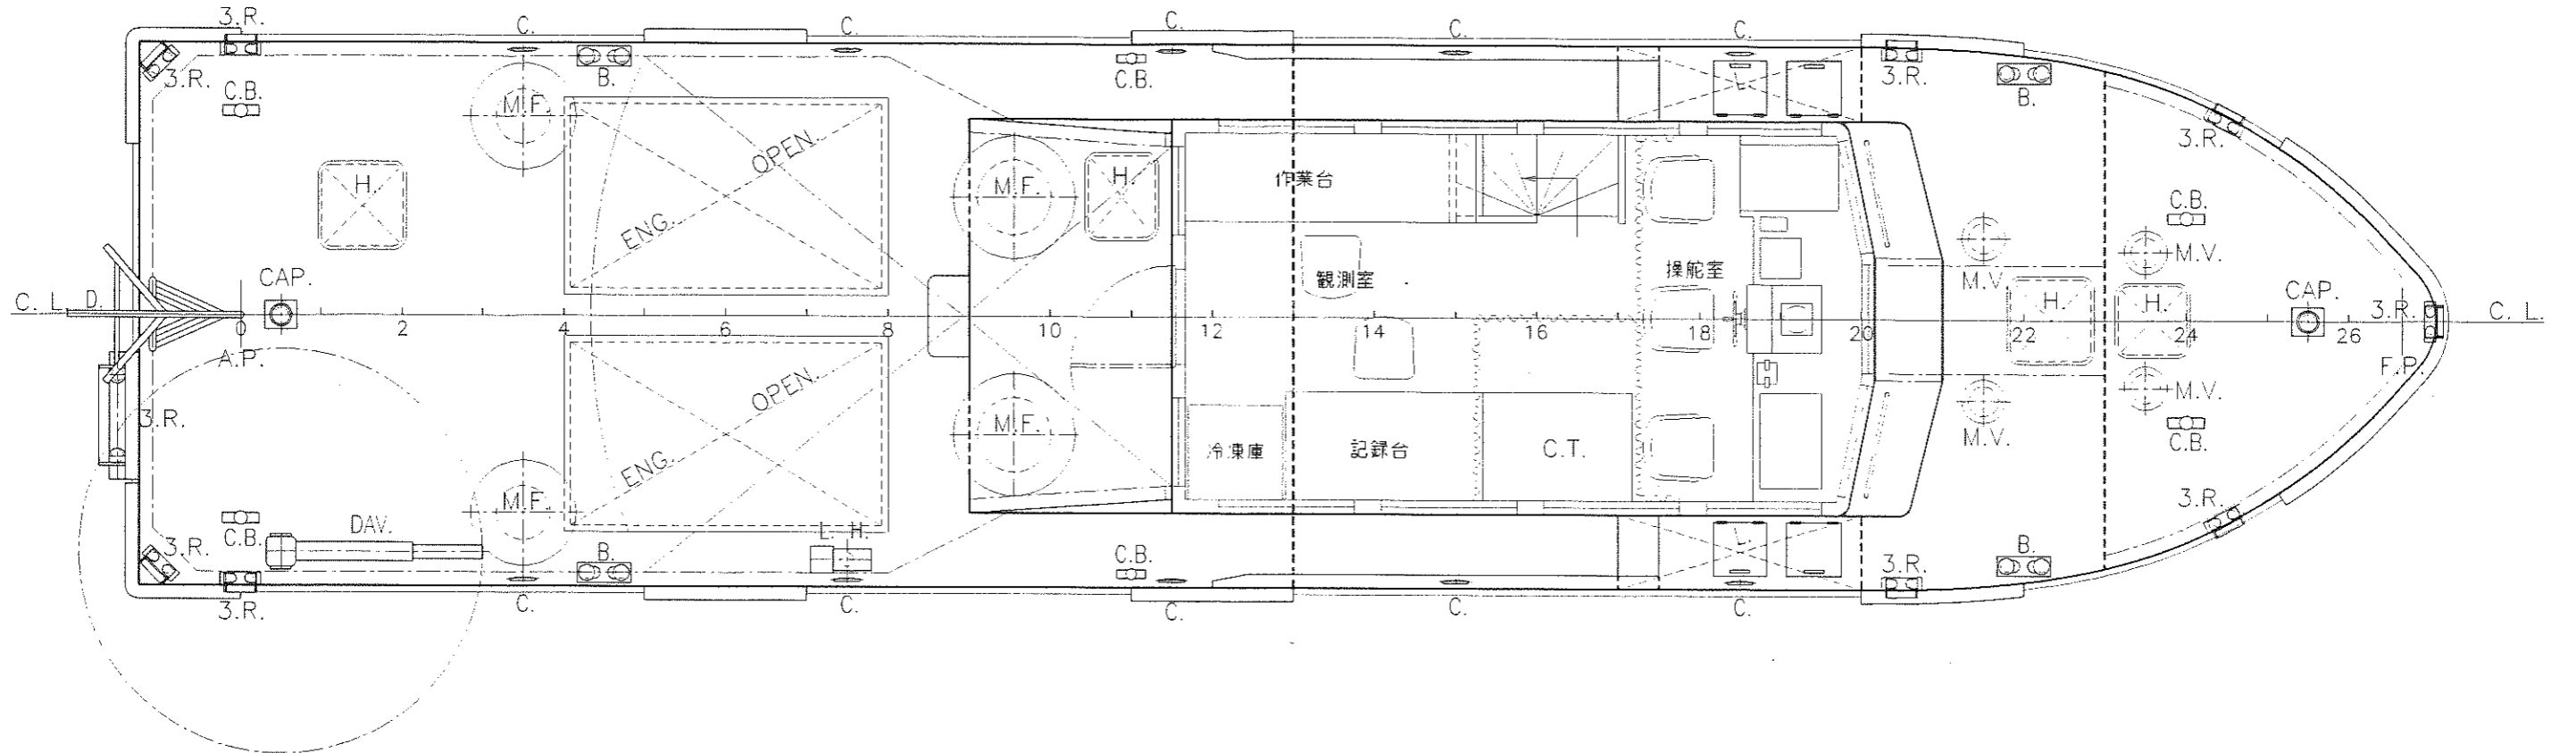 3.R.
C.
C.
C.
C.
C.
3.R.
B.
C.B.
3.R.
B.
C.B.
M.F.
OPEN.
ENG.
3.R.
H.
M.F.
H.
作業台
C.B.
M.V.
M.V.
観測室
操舵室
H.
H.
CAP.
CAP.
3.R.
C. L.
D.
C. L.
0
2
4
6
8
10
12
14
16
18
20
22
24
26
A.P.
F.P.
OPEN.
ENG.
M.F.
M.V.
M.V.
3.R.
冷凍庫
記録台
C.T.
C.B.
M.F.
3.R.
C.B.
DAV.
L. H.
3.R.
B.
C.B.
3.R.
B.
3.R.
C.
C.
C.
C.
C.